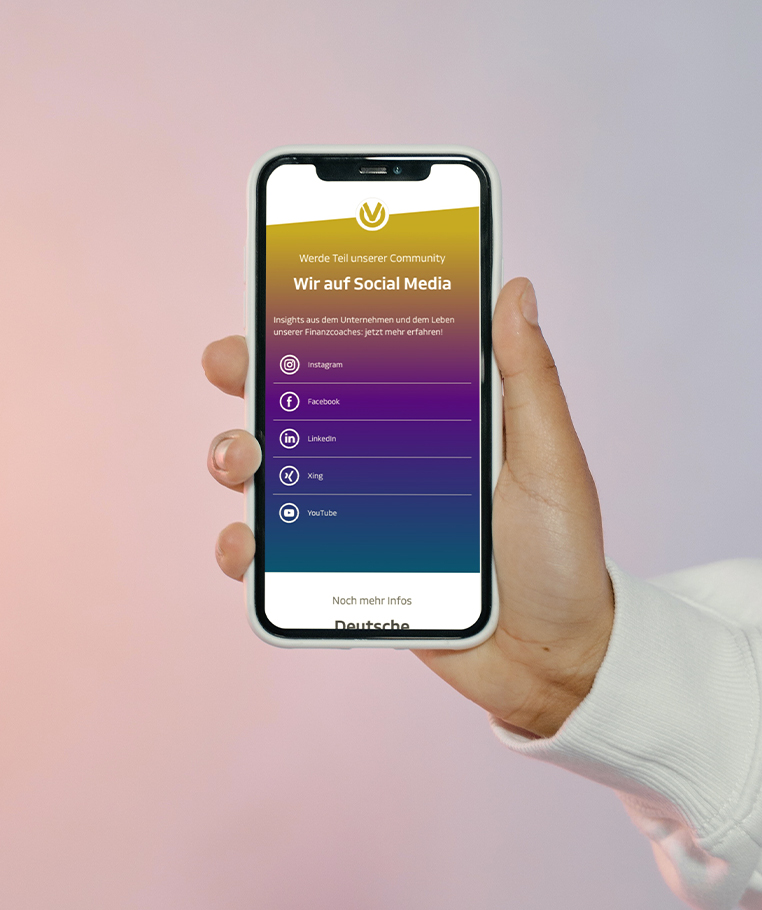 Werde Teil unserer Community
Wir auf Social Media
Insights aus dem Unternehmen und dem Leben
unserer Finanzcoaches: jetzt mehr erfahren!
Instagram
Facebook
LinkedIn
Xing
YouTube
Noch mehr Infos
Deutsche